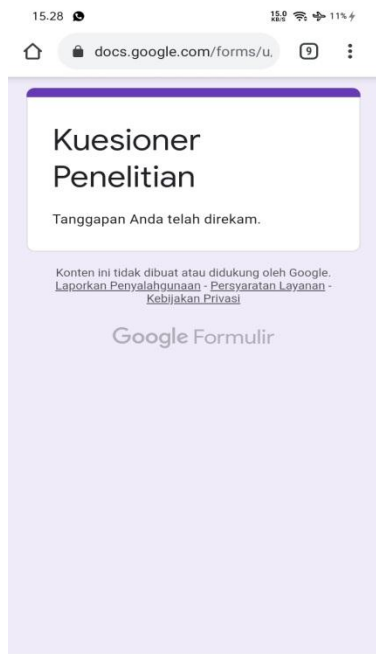 15.28 15.0 KB/S 11%
docs.google.com/forms/u, 9
Kuesioner
Penelitian
Tanggapan Anda telah direkam.
Konten ini tidak dibuat atau didukung oleh Google.
Laporkan Penyalahgunaan - Persyaratan Layanan -
Kebijakan Privasi
Google Formulir